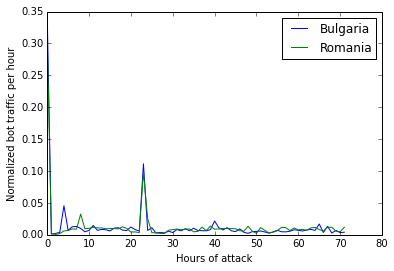 Normalized bot traffic per hour
0.35
0.30
0.25
0.20
0.15
0.10
0.05
0.00
Bulgaria
Romania
0 10 20 30 40 50 60 70 80
Hours of attack